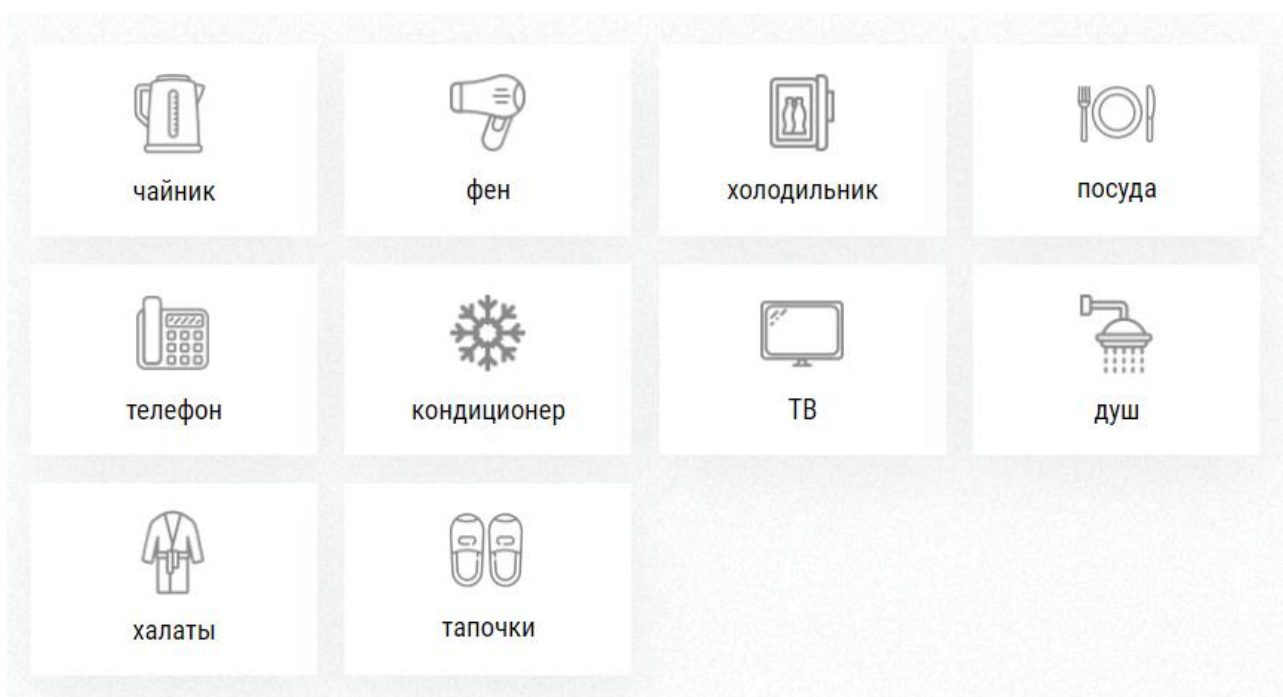 чайник
фен
холодильник
посуда
телефон
кондиционер
ТВ
душ
халаты
тапочки